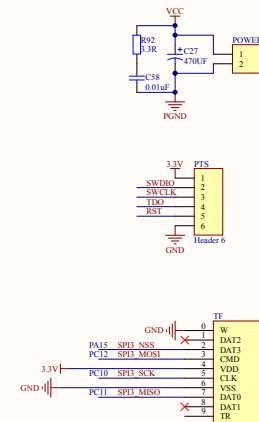 VCC
POWER
R92
3.3R
1
+ C27
2
470UF
C58
0.01uF
PGND
3.3V PTS
1
SWDIO 2
SWCLK 3
TDO 4
RST 5
6
GND Header 6
TF
GND 0 W
1 DAT2
PA15 SPI3_NSS 2 DAT3
PC12 SPI3_MOSI 3 CMD
3.3V 4 VDD
PC10 SPI3_SCK 5 CLK
GND 6 VSS
PC11 SPI3_MISO 7 DAT0
8 DAT1
9 TR